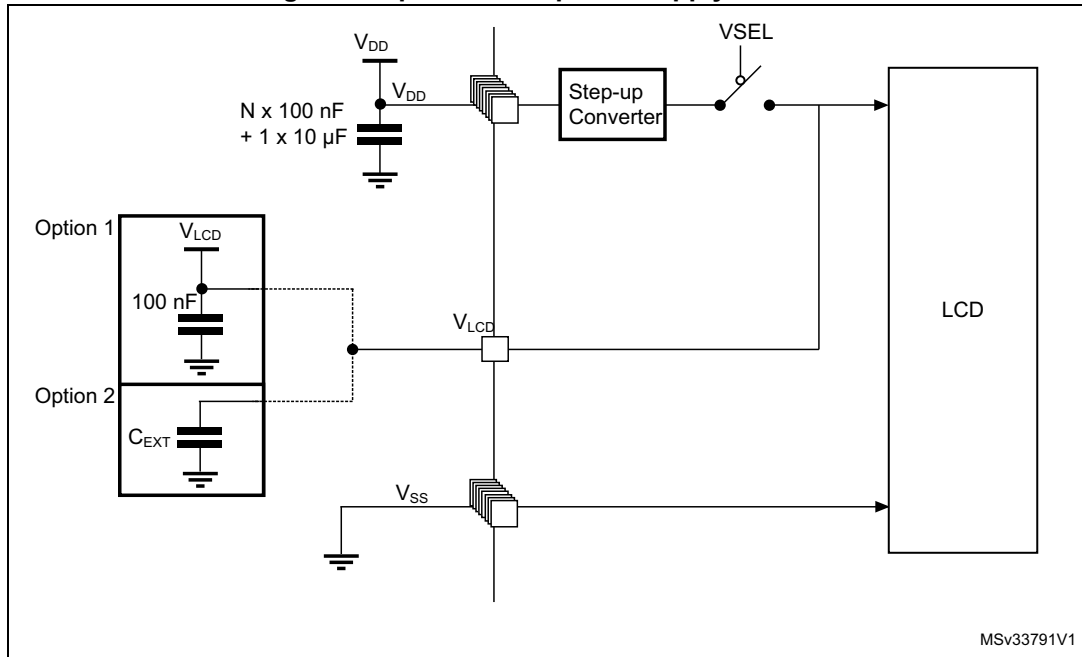 VSEL
VDD
VDD
N x 100 nF
+ 1 x 10 µF
Step-up
Converter
Option 1
VLCD
100 nF
VLCD
LCD
Option 2
CEXT
VSS
MSv33791V1